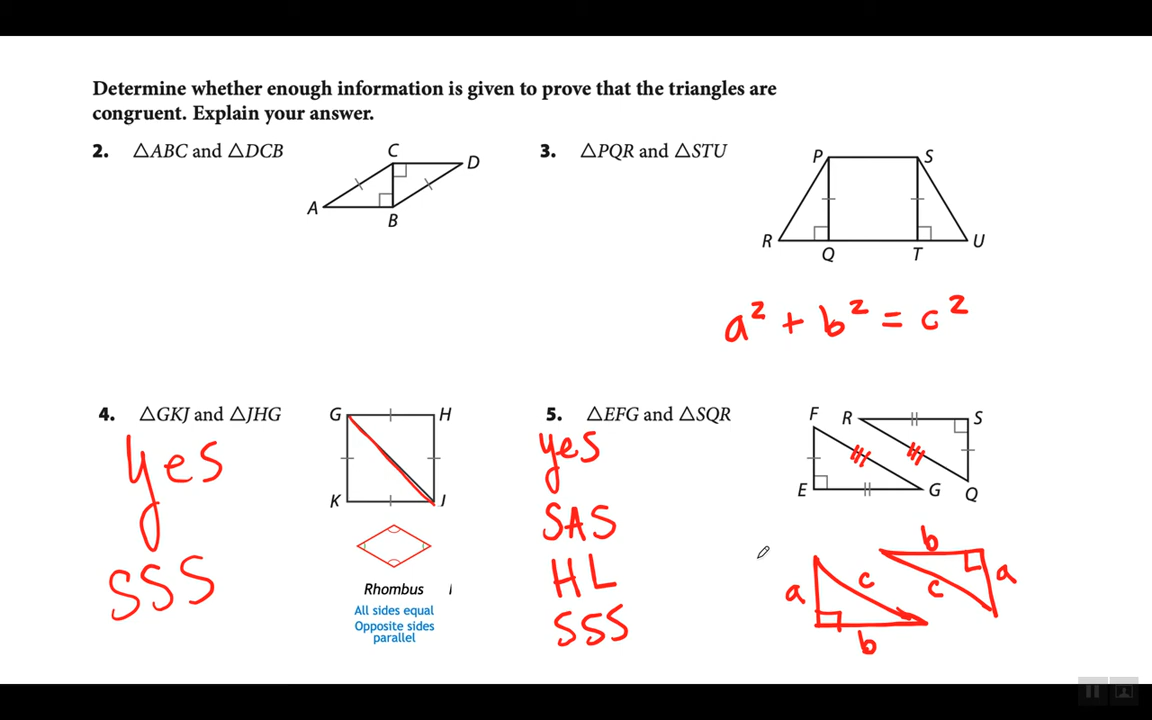 Determine whether enough information is given to prove that the triangles are
congruent. Explain your answer.
2. △ABC and △DCB
C
D
A
B
3. △PQR and △STU
P
S
R
Q
T
U
a² + b² = c²
4. △GKJ and △JHG
yes
SSS
G
H
K
J
Rhombus
All sides equal
Opposite sides
parallel
5. △EFG and △SQR
yes
SAS
HL
SSS
F
R
S
E
G
Q
b
a
c
c
a
b